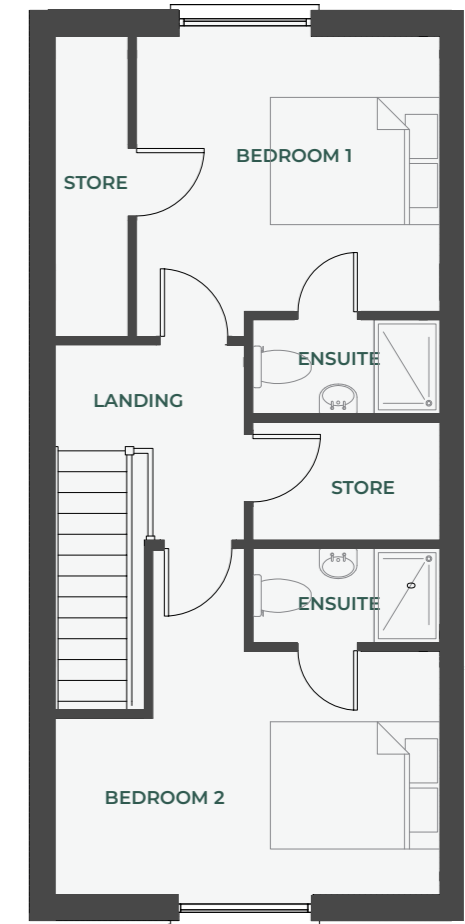 BEDROOM 1
STORE
ENSUITE
LANDING
STORE
ENSUITE
BEDROOM 2